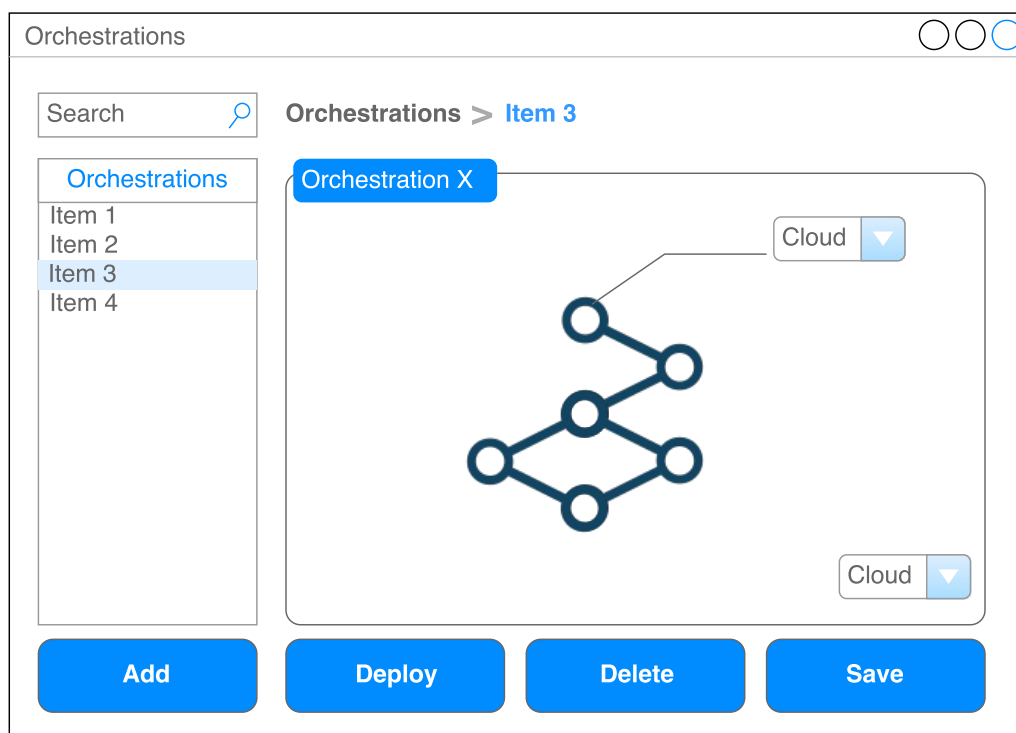 Orchestrations
Search
Orchestrations > Item 3
Orchestrations
Item 1
Item 2
Item 3
Item 4
Orchestration X
Cloud
Cloud
Add
Deploy
Delete
Save